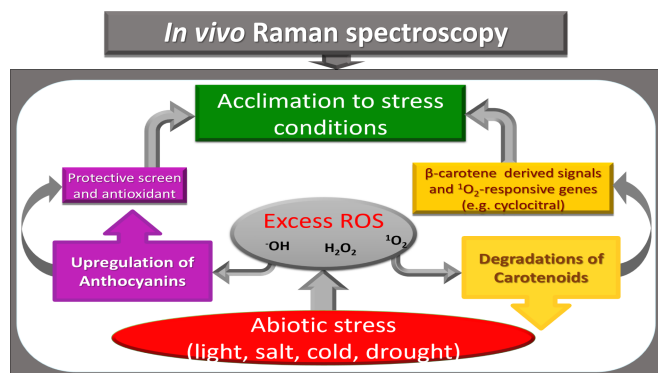 In vivo Raman spectroscopy
Acclimation to stress
conditions
Protective screen
and antioxidant
β-carotene derived signals
and ¹O₂-responsive genes
(e.g. cyclocitral)
Excess ROS
⁻OH H₂O₂ ¹O₂
Upregulation of
Anthocyanins
Degradations of
Carotenoids
Abiotic stress
(light, salt, cold, drought)